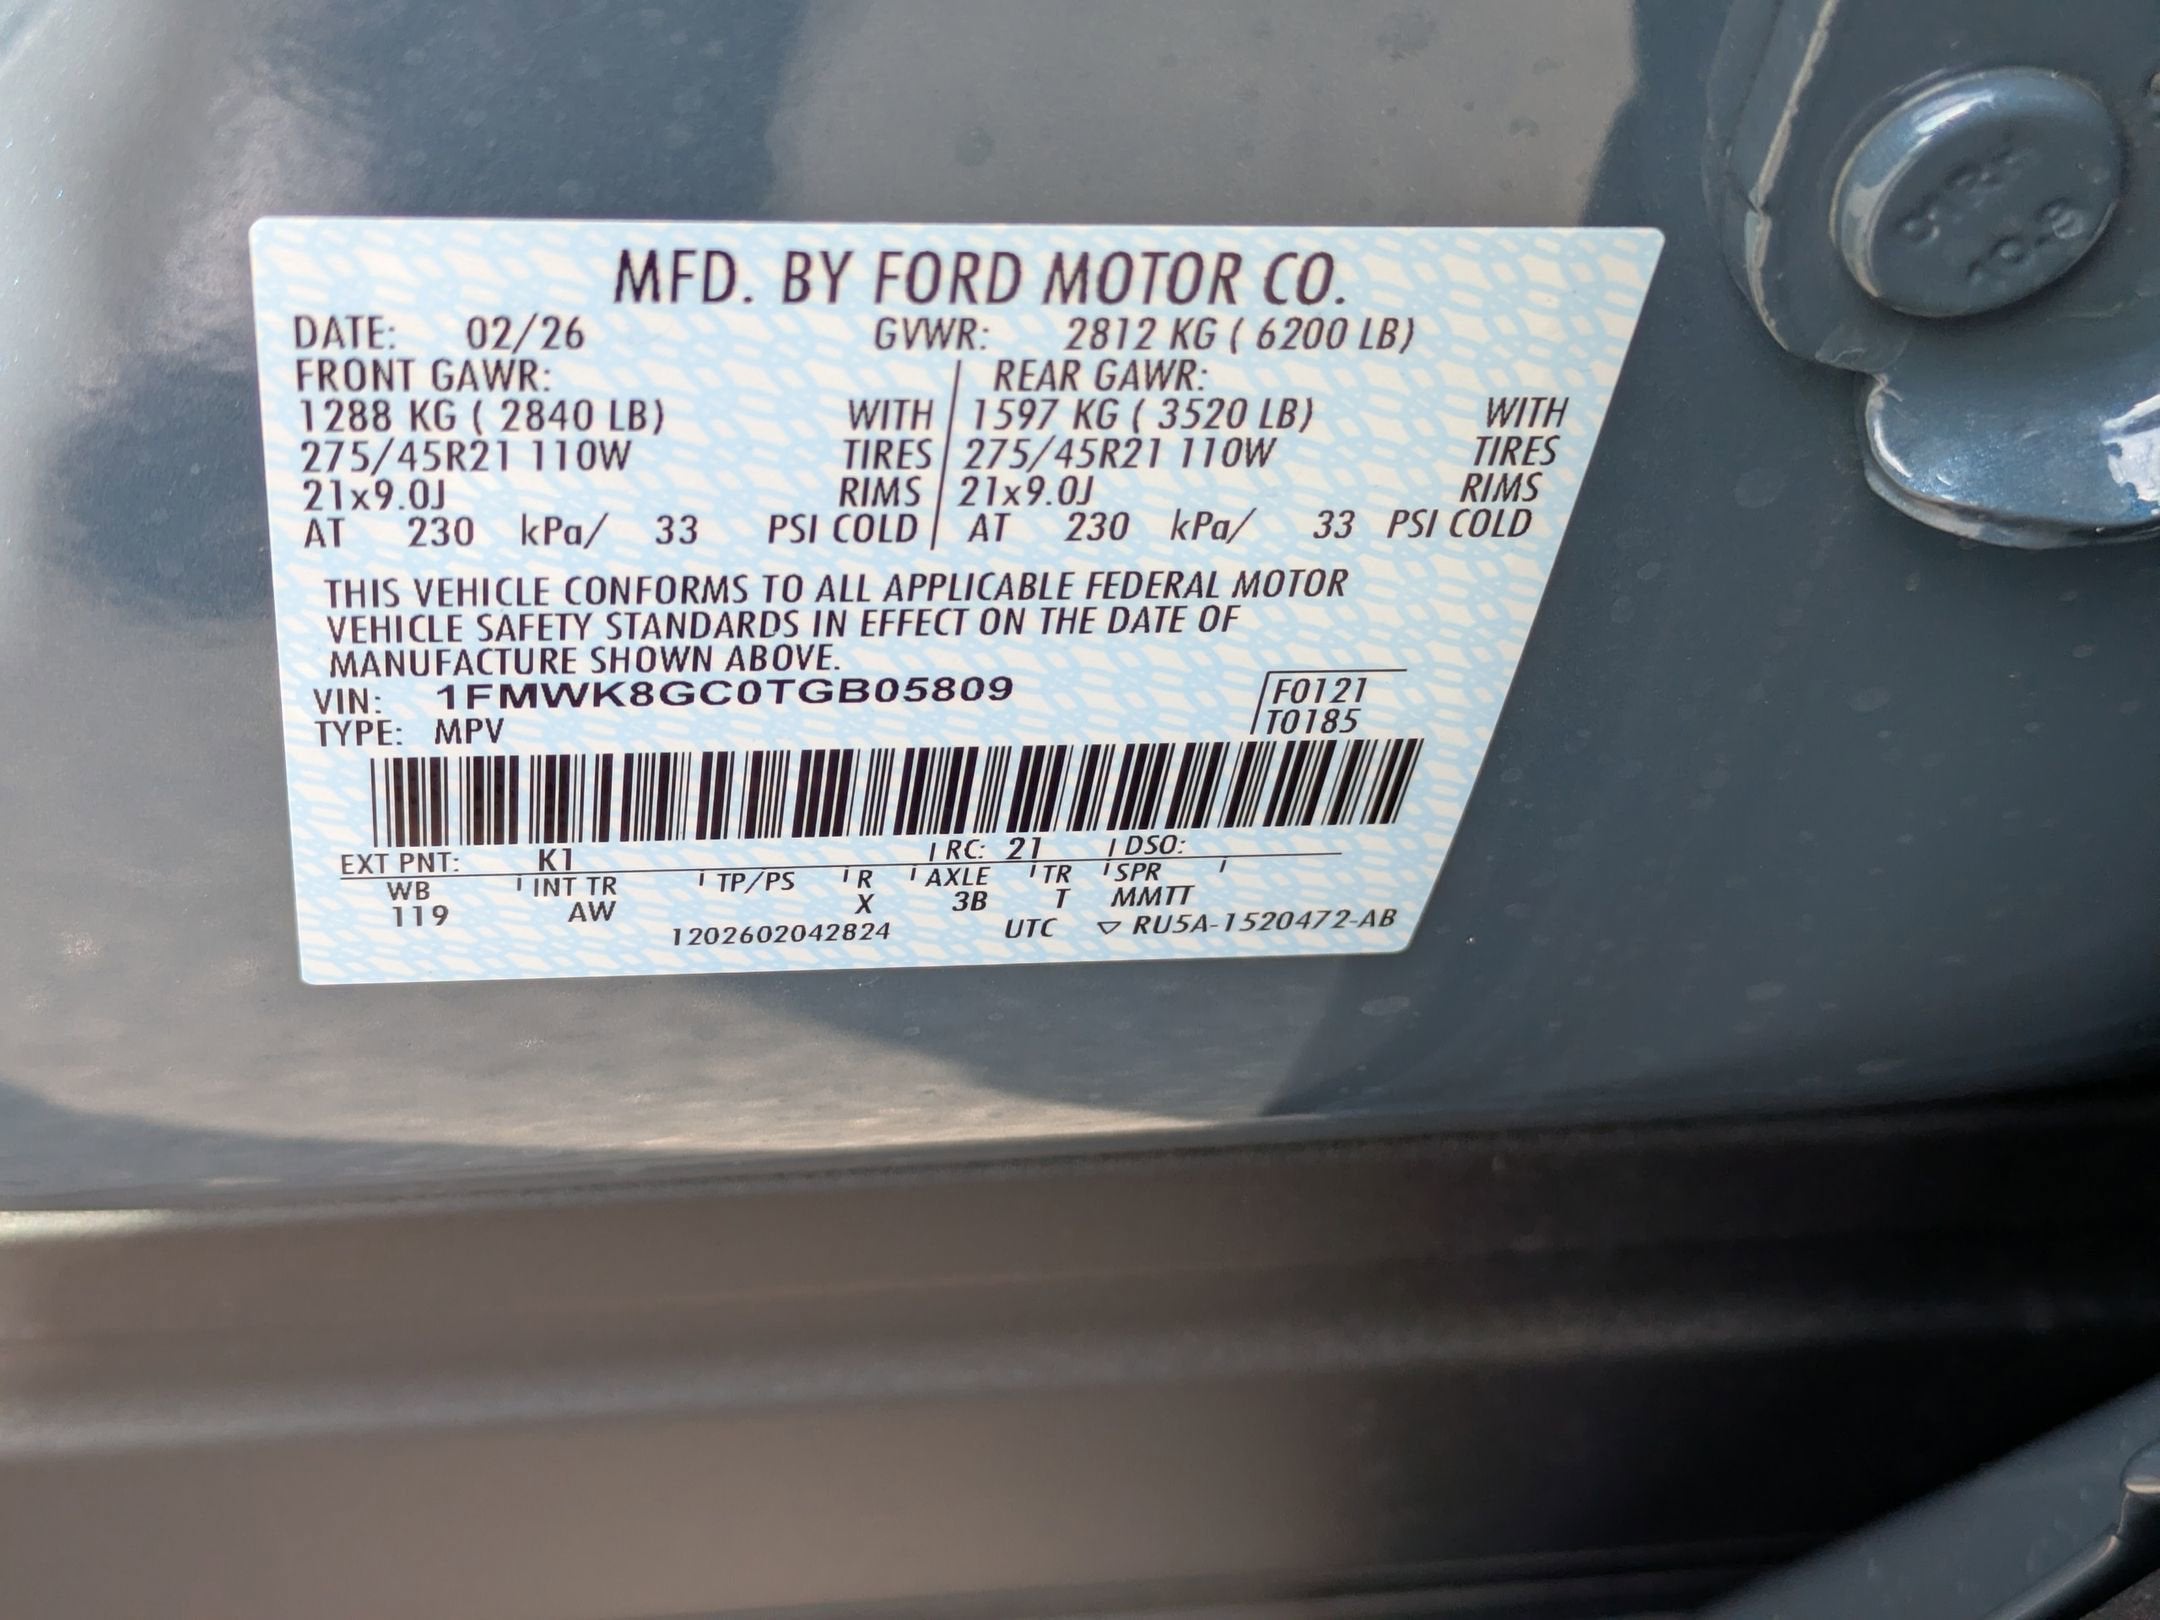 MFD. BY FORD MOTOR CO.
DATE: 02/26 GVWR: 2812 KG ( 6200 LB)
FRONT GAWR: REAR GAWR:
1288 KG ( 2840 LB) WITH 1597 KG ( 3520 LB) WITH
275/45R21 110W TIRES 275/45R21 110W TIRES
21x9.0J RIMS 21x9.0J RIMS
AT 230 kPa/ 33 PSI COLD AT 230 kPa/ 33 PSI COLD
THIS VEHICLE CONFORMS TO ALL APPLICABLE FEDERAL MOTOR
VEHICLE SAFETY STANDARDS IN EFFECT ON THE DATE OF
MANUFACTURE SHOWN ABOVE.
VIN: 1FMWK8GC0TGB05809 F0121
TYPE: MPV T0185
EXT PNT: K1 RC: 21 DSO:
WB INT TR TP/PS R AXLE TR SPR
119 AW X 3B T MMTT
1202602042824 UTC ▽ RU5A-1520472-AB
10.8